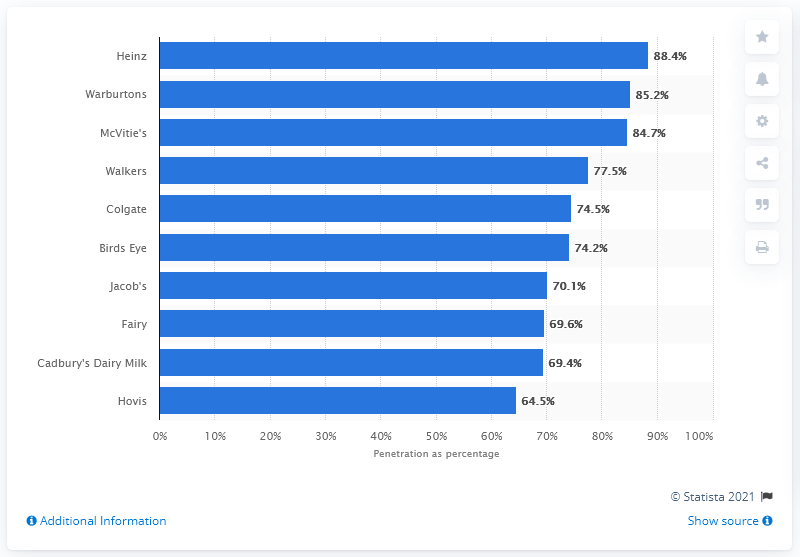 Heinz 88.4%
Warburtons 85.2%
McVitie's 84.7%
Walkers 77.5%
Colgate 74.5%
Birds Eye 74.2%
Jacob's 70.1%
Fairy 69.6%
Cadbury's Dairy Milk 69.4%
Hovis 64.5%
0% 10% 20% 30% 40% 50% 60% 70% 80% 90% 100%
Penetration as percentage
© Statista 2021
Additional Information Show source